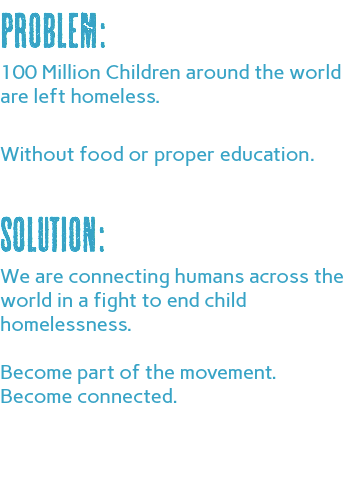 PROBLEM:
100 Million Children around the world
are left homeless.
Without food or proper education.
SOLUTION:
We are connecting humans across the
world in a fight to end child
homelessness.
Become part of the movement.
Become connected.